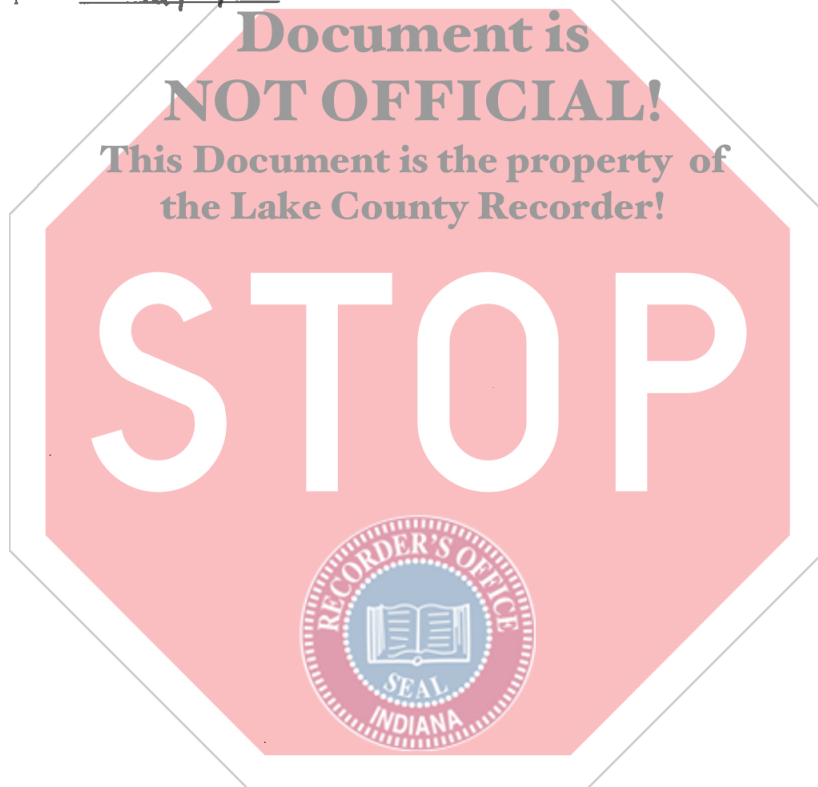 Document is
NOT OFFICIAL!
This Document is the property of
the Lake County Recorder!
STOP
RECORDER'S OFFICE
SEAL
INDIANA